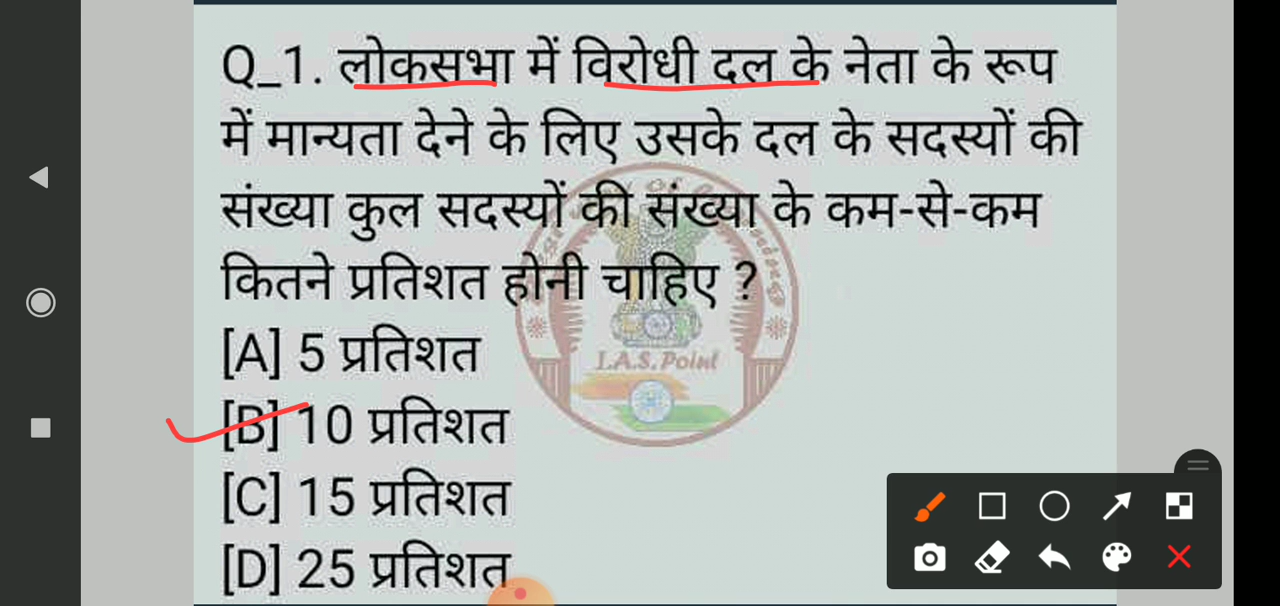 Q_1. लोकसभा में विरोधी दल के नेता के रूप
में मान्यता देने के लिए उसके दल के सदस्यों की
संख्या कुल सदस्यों की संख्या के कम-से-कम
कितने प्रतिशत होनी चाहिए ?
[A] 5 प्रतिशत
I.A.S. Point
[B] 10 प्रतिशत
[C] 15 प्रतिशत
[D] 25 प्रतिशत